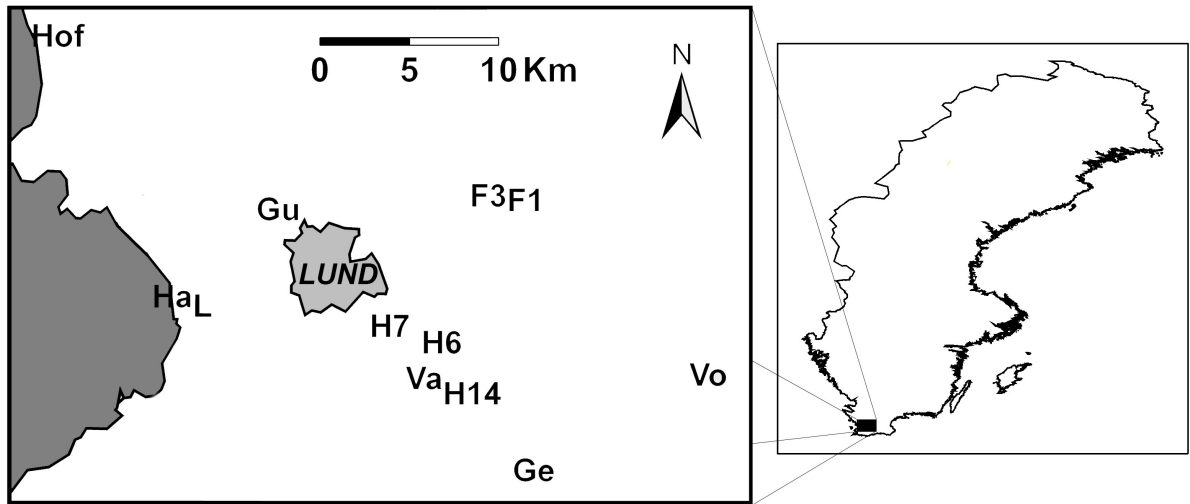 Hof
0 5 10 Km
N
F3 F1
Gu
LUND
Ha L
H7
H6
Va H14
Vo
Ge